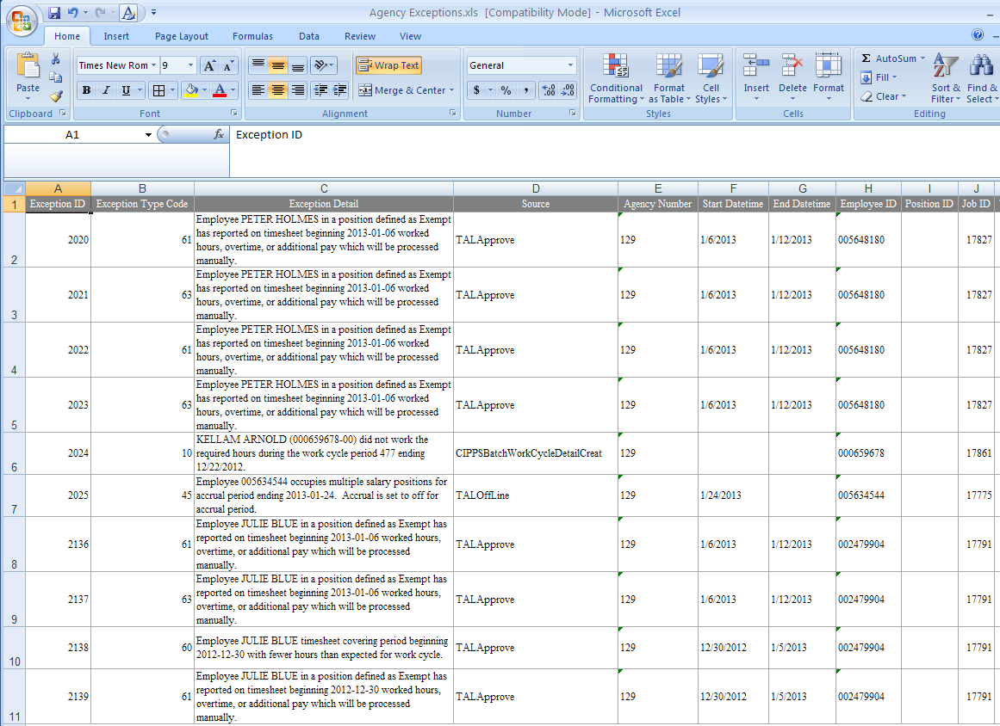 Agency Exceptions.xls [Compatibility Mode] - Microsoft Excel
Home Insert Page Layout Formulas Data Review View
Times New Rom 9 A A Wrap Text General Σ AutoSum
Paste B I U A Merge & Center $ % , .00 .0 Conditional Formatting Format as Table Cell Styles Insert Delete Format Fill Clear Sort & Filter Find & Select
Clipboard Font Alignment Number Styles Cells Editing
A1 fx Exception ID
A B C D E F G H I J
1 Exception ID Exception Type Code Exception Detail Source Agency Number Start Datetime End Datetime Employee ID Position ID Job ID
Employee PETER HOLMES in a position defined as Exempt
has reported on timesheet beginning 2013-01-06 worked
2020 61 hours, overtime, or additional pay which will be processed TALApprove 129 1/6/2013 1/12/2013 005648180 17827
2 manually.
Employee PETER HOLMES in a position defined as Exempt
has reported on timesheet beginning 2013-01-06 worked
2021 63 hours, overtime, or additional pay which will be processed TALApprove 129 1/6/2013 1/12/2013 005648180 17827
3 manually.
Employee PETER HOLMES in a position defined as Exempt
has reported on timesheet beginning 2013-01-06 worked
2022 61 hours, overtime, or additional pay which will be processed TALApprove 129 1/6/2013 1/12/2013 005648180 17827
4 manually.
Employee PETER HOLMES in a position defined as Exempt
has reported on timesheet beginning 2013-01-06 worked
2023 63 hours, overtime, or additional pay which will be processed TALApprove 129 1/6/2013 1/12/2013 005648180 17827
5 manually.
KELLAM ARNOLD (000659678-00) did not work the
2024 10 required hours during the work cycle period 477 ending CIPPSBatchWorkCycleDetailCreat 129 000659678 17861
6 12/22/2012.
Employee 005634544 occupies multiple salary positions for
2025 45 accrual period ending 2013-01-24. Accrual is set to off for TALOffLine 129 1/24/2013 005634544 17775
7 accrual period.
Employee JULIE BLUE in a position defined as Exempt has
reported on timesheet beginning 2013-01-06 worked hours,
2136 61 overtime, or additional pay which will be processed TALApprove 129 1/6/2013 1/12/2013 002479904 17791
8 manually.
Employee JULIE BLUE in a position defined as Exempt has
reported on timesheet beginning 2013-01-06 worked hours,
2137 63 overtime, or additional pay which will be processed TALApprove 129 1/6/2013 1/12/2013 002479904 17791
9 manually.
Employee JULIE BLUE timesheet covering period beginning
2138 60 2012-12-30 with fewer hours than expected for work cycle. TALApprove 129 12/30/2012 1/5/2013 002479904 17791
10
Employee JULIE BLUE in a position defined as Exempt has
reported on timesheet beginning 2012-12-30 worked hours,
2139 61 overtime, or additional pay which will be processed TALApprove 129 12/30/2012 1/5/2013 002479904 17791
11 manually.